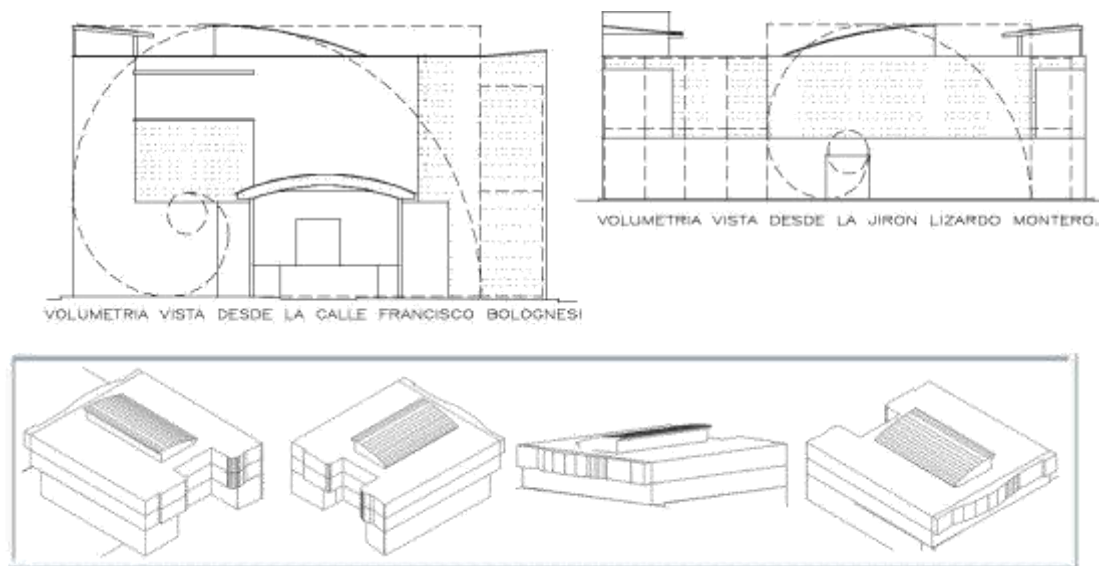 VOLUMETRIA VISTA DESDE LA CALLE FRANCISCO BOLOGNESI
VOLUMETRIA VISTA DESDE LA JIRON LIZARDO MONTERO.